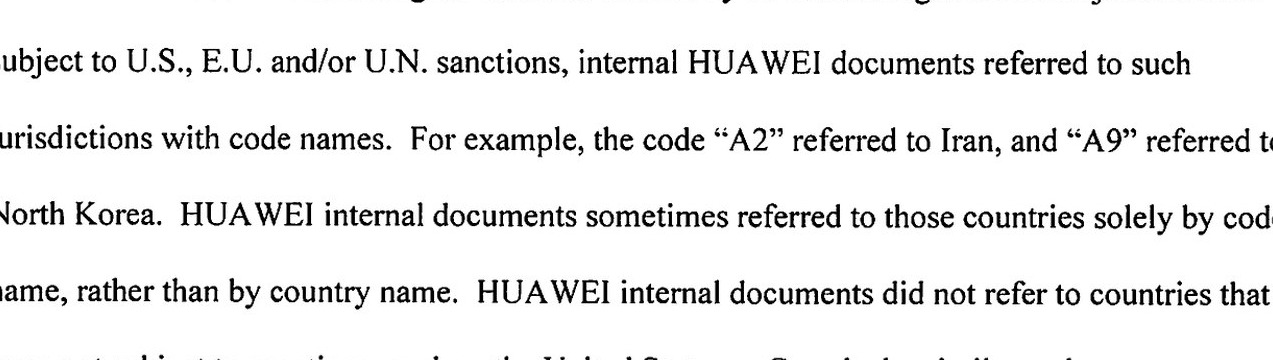 ubject to U.S., E.U. and/or U.N. sanctions, internal HUAWEI documents referred to such
urisdictions with code names. For example, the code “A2” referred to Iran, and “A9” referred to
North Korea. HUAWEI internal documents sometimes referred to those countries solely by code
name, rather than by country name. HUAWEI internal documents did not refer to countries that